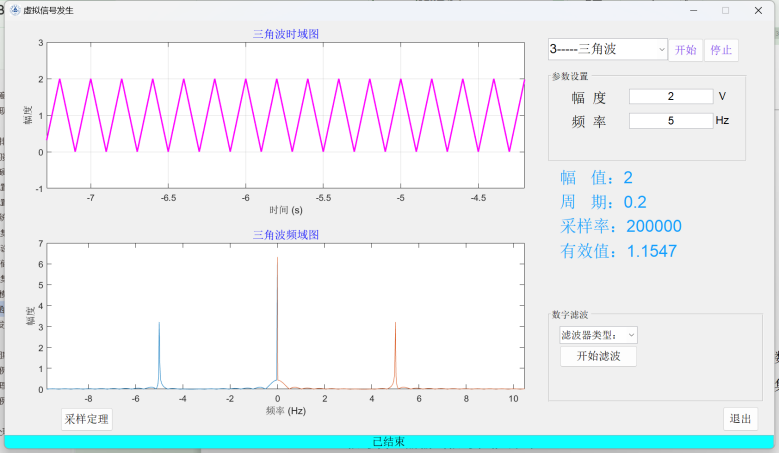 虚拟信号发生
三角波时域图
3
2
1
0
-1
幅度
-7
-6.5
-6
-5.5
-5
-4.5
时间 (s)
三角波频域图
7
6
5
4
3
2
1
0
幅度
-8
-6
-4
-2
0
2
4
6
8
10
频率 (Hz)
采样定理
3-----三角波
开始
停止
参数设置
幅 度 2 V
频 率 5 Hz
幅 值：2
周 期：0.2
采样率：200000
有效值：1.1547
数字滤波
滤波器类型：
开始滤波
退出
已结束